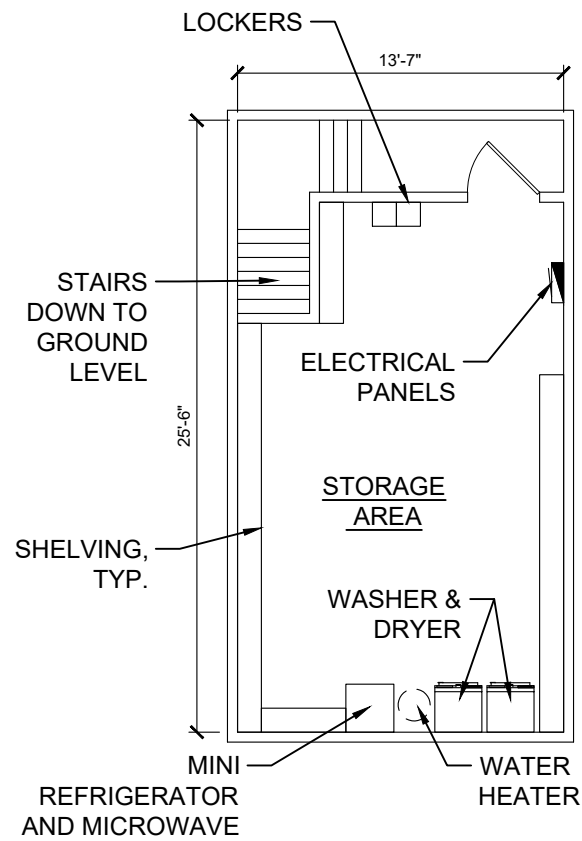 LOCKERS
13'-7"
STAIRS
DOWN TO
GROUND
LEVEL
ELECTRICAL
PANELS
25'-6"
STORAGE
AREA
SHELVING,
TYP.
WASHER &
DRYER
MINI
REFRIGERATOR
AND MICROWAVE
WATER
HEATER